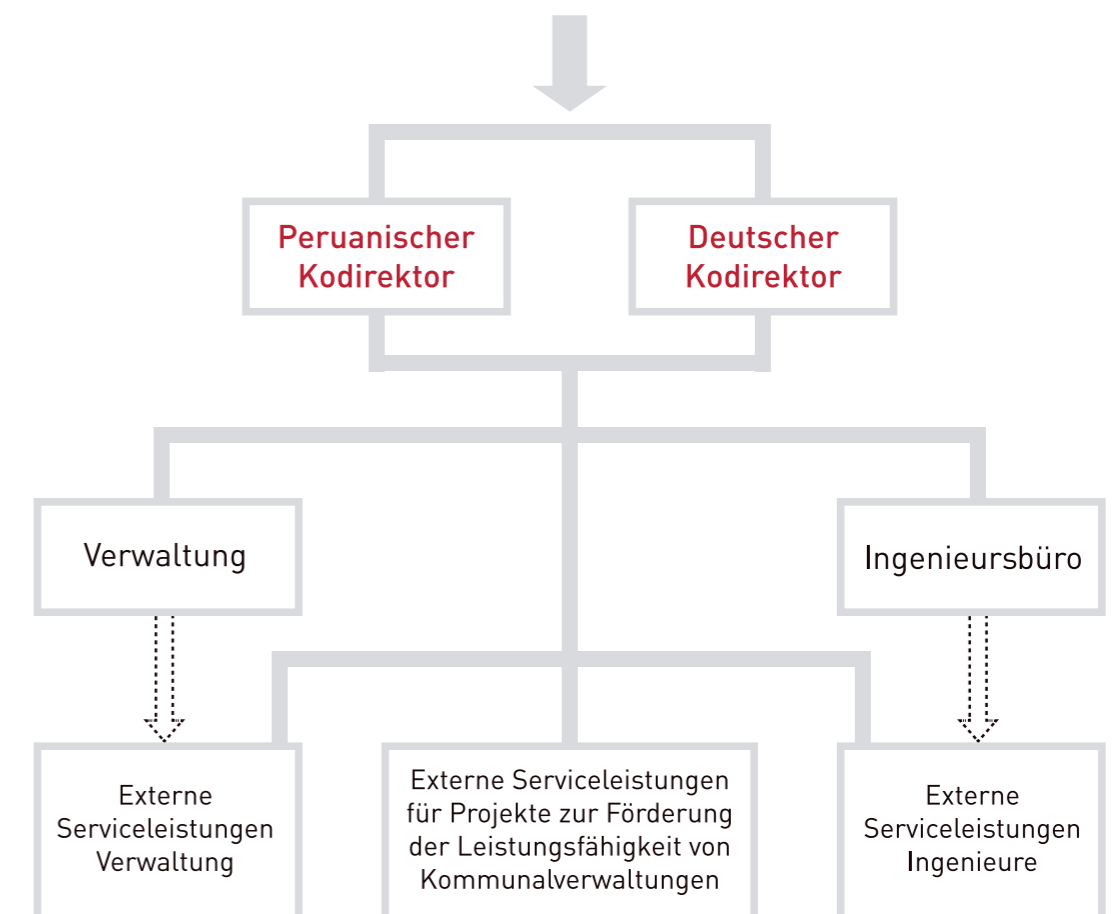 Peruanischer
Kodirektor
Deutscher
Kodirektor
Verwaltung
Ingenieursbüro
Externe
Serviceleistungen
Verwaltung
Externe Serviceleistungen
für Projekte zur Förderung
der Leistungsfähigkeit von
Kommunalverwaltungen
Externe
Serviceleistungen
Ingenieure